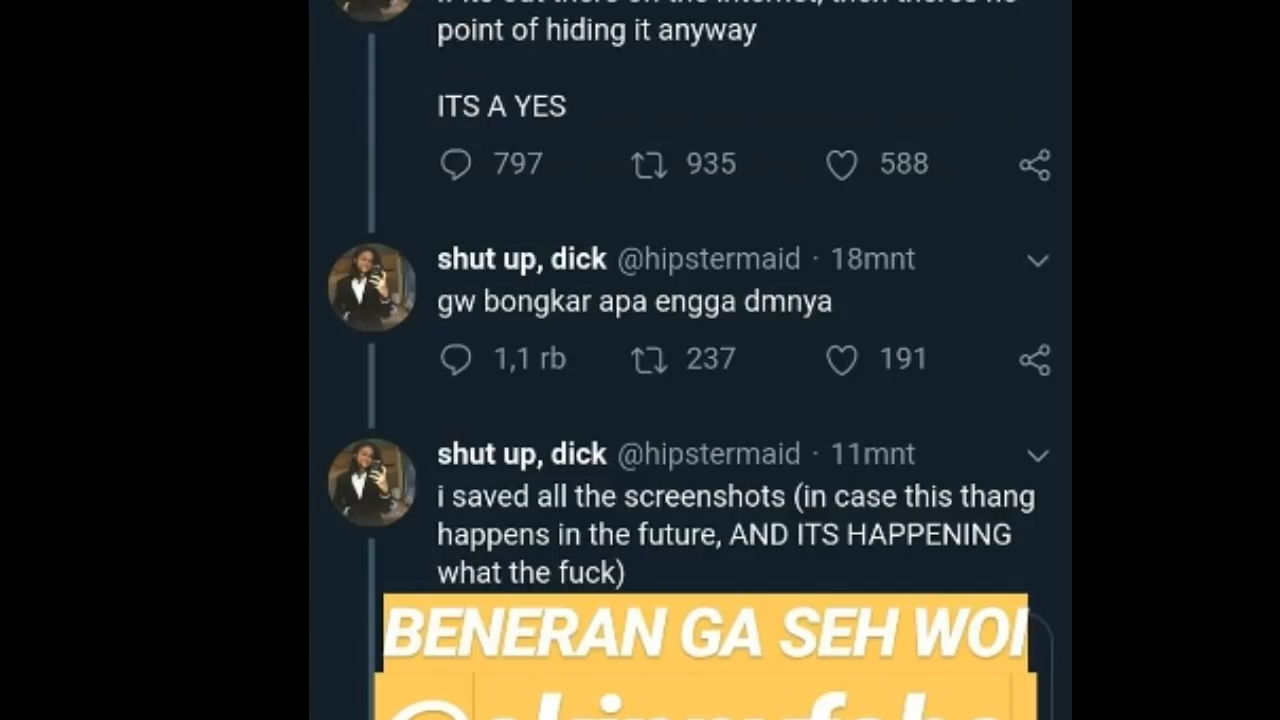 point of hiding it anyway
ITS A YES
797 935 588
shut up, dick @hipstermaid · 18mnt
gw bongkar apa engga dmnya
1,1 rb 237 191
shut up, dick @hipstermaid · 11mnt
i saved all the screenshots (in case this thang
happens in the future, AND ITS HAPPENING
what the fuck)
BENERAN GA SEH WOI